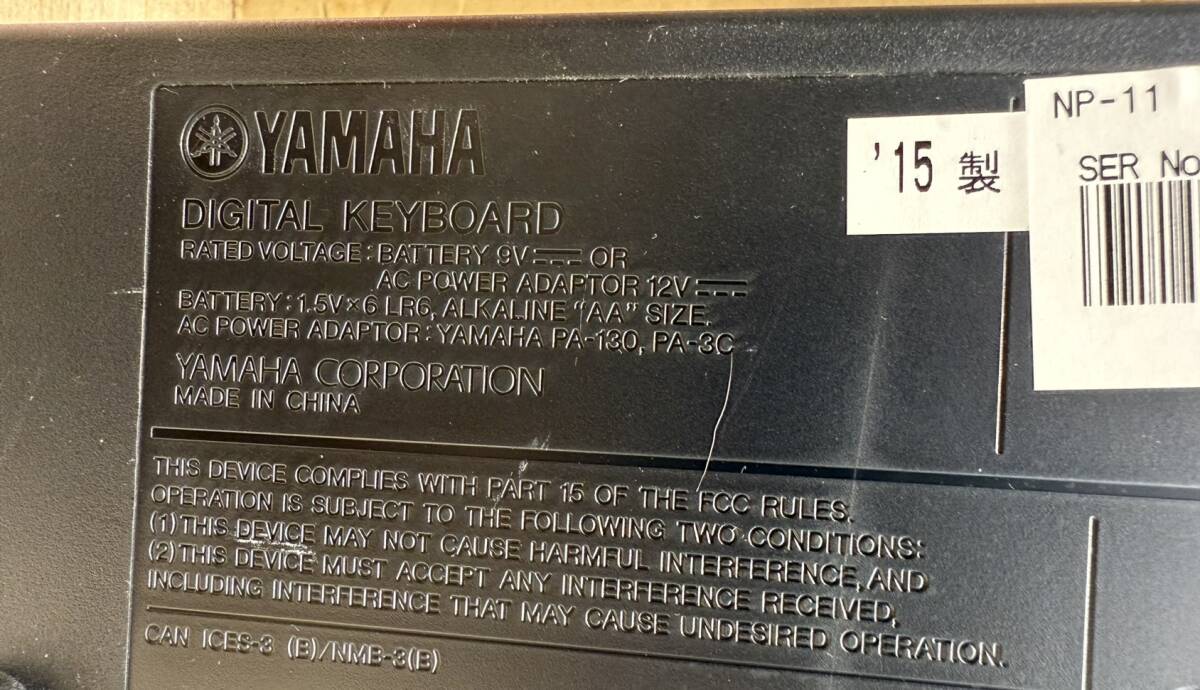 YAMAHA
DIGITAL KEYBOARD
RATED VOLTAGE : BATTERY 9V⎓ OR
AC POWER ADAPTOR 12V⎓
BATTERY : 1.5V×6 LR6, ALKALINE "AA" SIZE.
AC POWER ADAPTOR : YAMAHA PA-130, PA-3C
YAMAHA CORPORATION
MADE IN CHINA
'15 製
NP-11
SER No
THIS DEVICE COMPLIES WITH PART 15 OF THE FCC RULES.
OPERATION IS SUBJECT TO THE FOLLOWING TWO CONDITIONS:
(1) THIS DEVICE MAY NOT CAUSE HARMFUL INTERFERENCE, AND
(2) THIS DEVICE MUST ACCEPT ANY INTERFERENCE RECEIVED,
INCLUDING INTERFERENCE THAT MAY CAUSE UNDESIRED OPERATION.
CAN ICES-3 (B)/NMB-3(B)